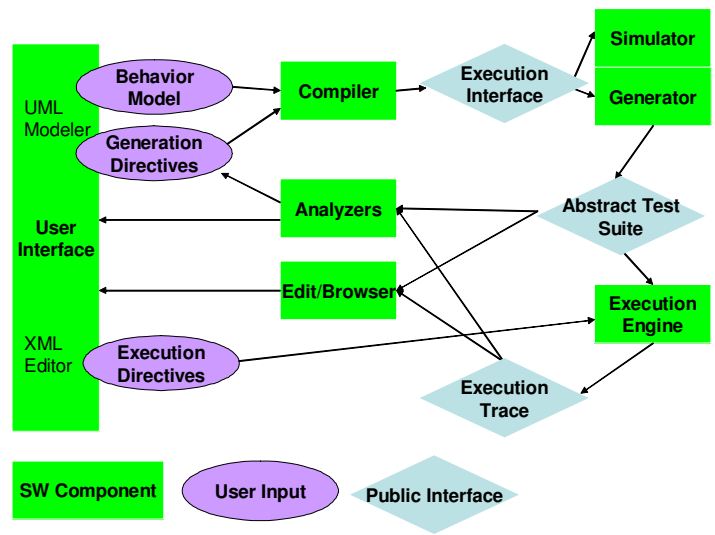 Behavior
Model
UML
Modeler
Generation
Directives
Compiler
Execution
Interface
Simulator
Generator
User
Interface
Analyzers
Abstract Test
Suite
Edit/Browser
Execution
Engine
XML
Editor
Execution
Directives
Execution
Trace
SW Component
User Input
Public Interface